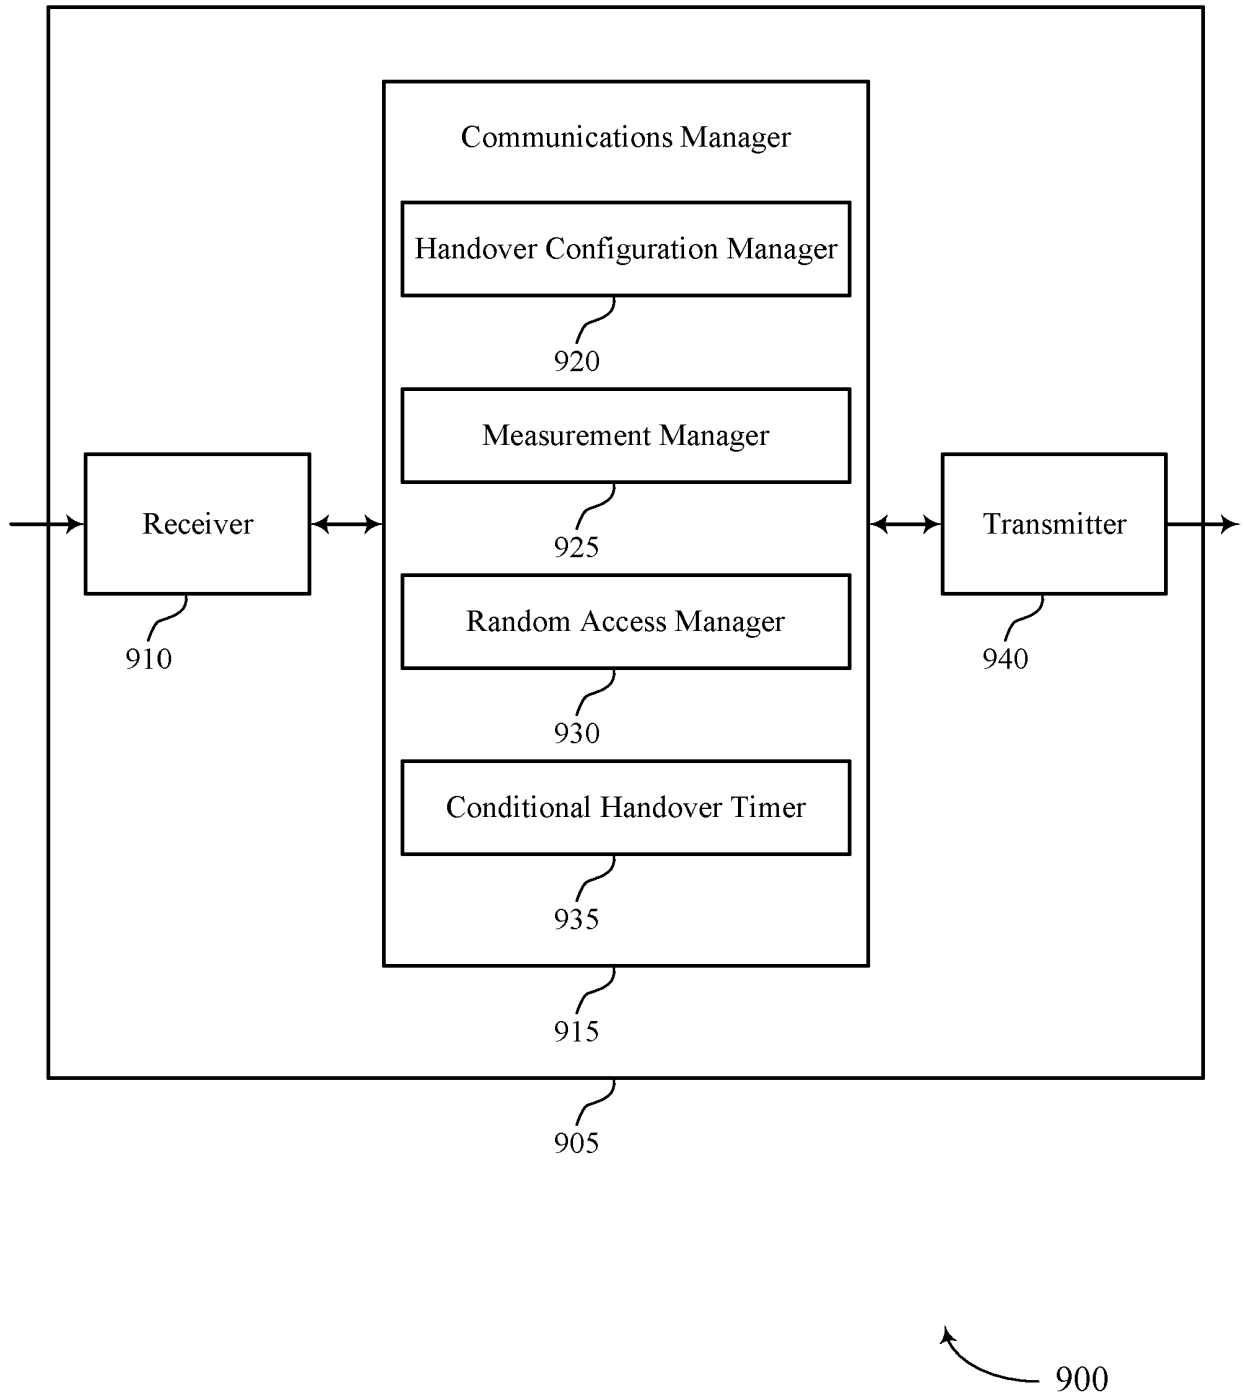 Communications Manager
Handover Configuration Manager
920
Measurement Manager
925
Receiver
910
Transmitter
940
Random Access Manager
930
Conditional Handover Timer
935
915
905
900